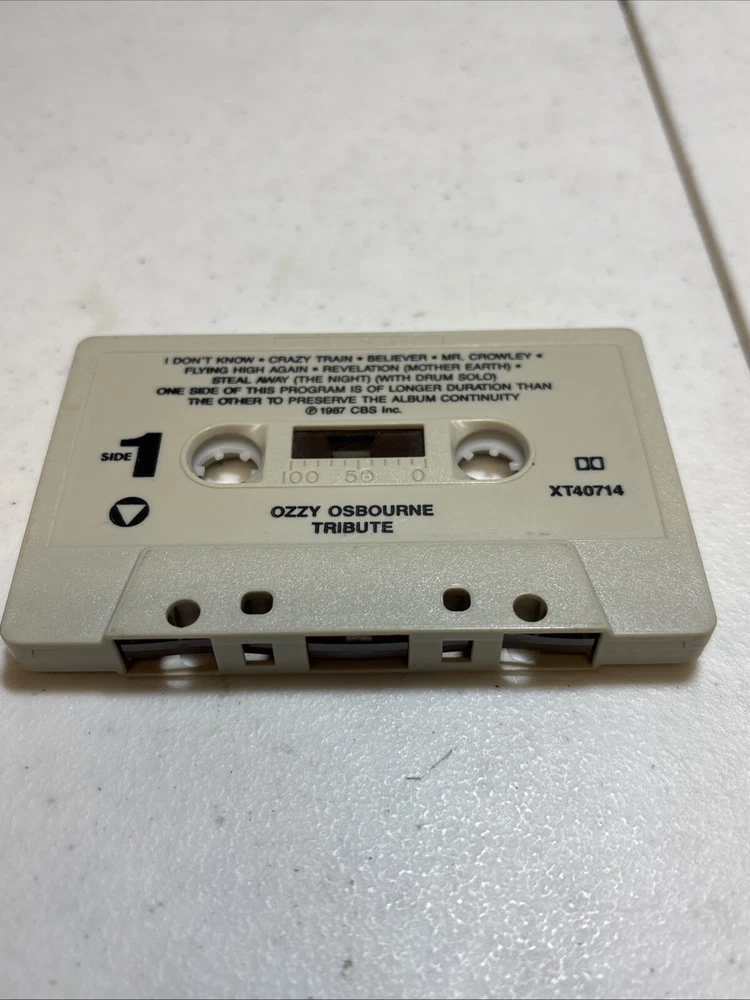 I DON'T KNOW • CRAZY TRAIN • BELIEVER • MR. CROWLEY •
FLYING HIGH AGAIN • REVELATION (MOTHER EARTH) •
STEAL AWAY (THE NIGHT) (WITH DRUM SOLO)
ONE SIDE OF THIS PROGRAM IS OF LONGER DURATION THAN
THE OTHER TO PRESERVE THE ALBUM CONTINUITY
℗ 1987 CBS Inc.
SIDE 1
100 50 0
XT40714
OZZY OSBOURNE
TRIBUTE